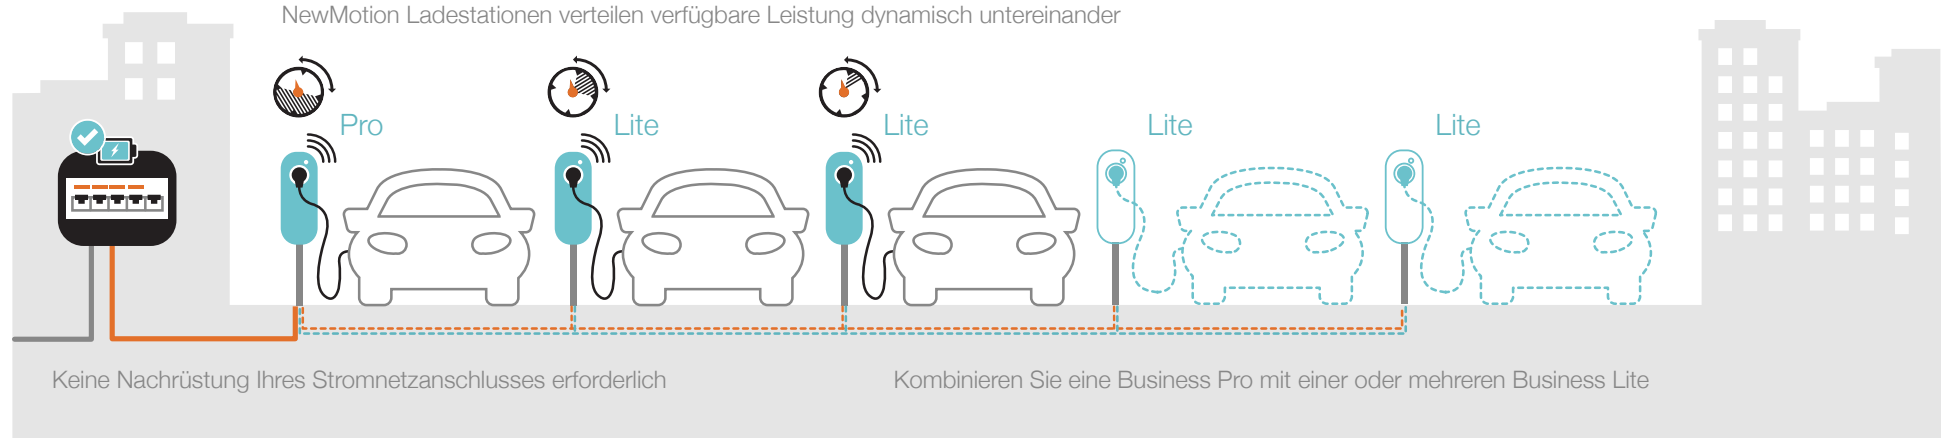 NewMotion Ladestationen verteilen verfügbare Leistung dynamisch untereinander
Pro
Lite
Lite
Lite
Lite
Keine Nachrüstung Ihres Stromnetzanschlusses erforderlich
Kombinieren Sie eine Business Pro mit einer oder mehreren Business Lite